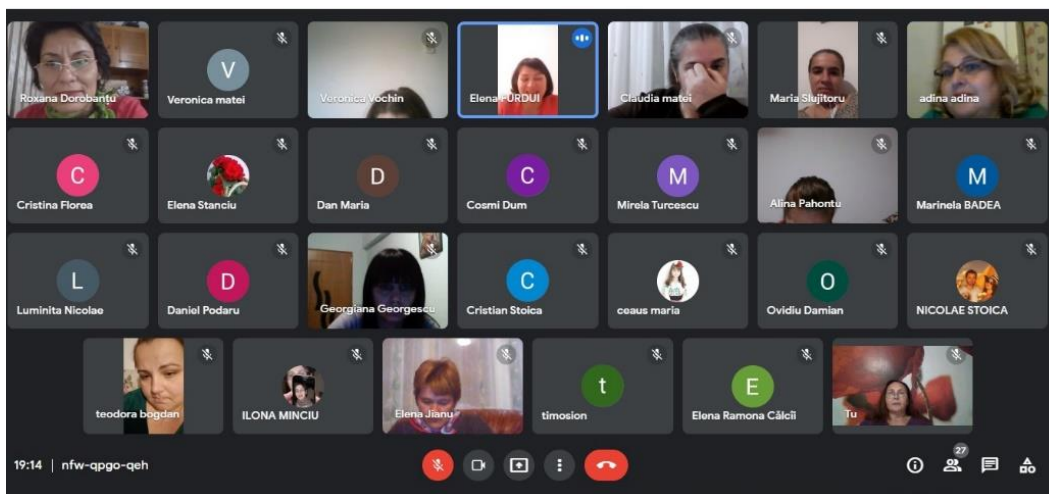 Roxana Dorobanțu
V
Veronica matei
Veronica Vochin
Elena FURDUI
Claudia matei
Maria Slujitoru
adina adina
C
Cristina Florea
Elena Stanciu
D
Dan Maria
C
Cosmi Dum
M
Mirela Turcescu
Alina Pahontu
M
Marinela BADEA
L
Luminita Nicolae
D
Daniel Podaru
Georgiana Georgescu
C
Cristian Stoica
ceaus maria
O
Ovidiu Damian
NICOLAE STOICA
teodora bogdan
ILONA MINCIU
Elena Jianu
t
timosion
E
Elena Ramona Câlcîi
Tu
19:14 | nfw-qpgo-qeh
27